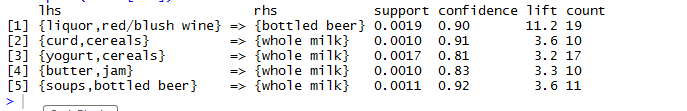 lhs rhs support confidence lift count
[1] {liquor,red/blush wine} => {bottled beer} 0.0019 0.90 11.2 19
[2] {curd,cereals} => {whole milk} 0.0010 0.91 3.6 10
[3] {yogurt,cereals} => {whole milk} 0.0017 0.81 3.2 17
[4] {butter,jam} => {whole milk} 0.0010 0.83 3.3 10
[5] {soups,bottled beer} => {whole milk} 0.0011 0.92 3.6 11
>